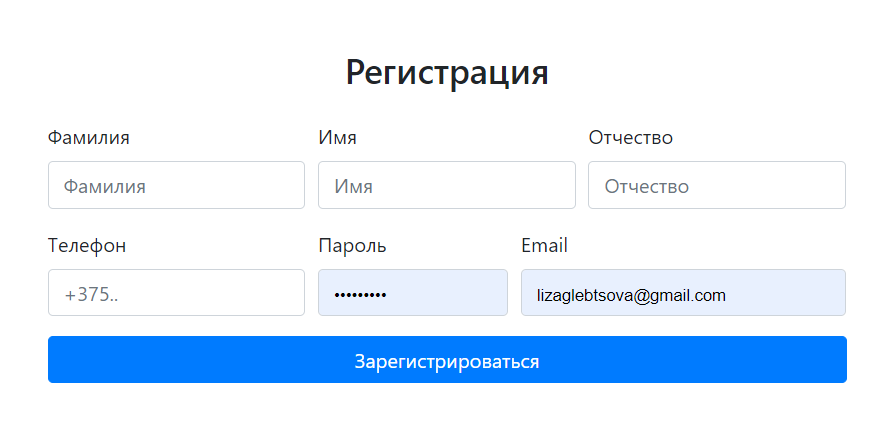 Регистрация
Фамилия Имя Отчество
Фамилия Имя Отчество
Телефон Пароль Email
+375.. ••••••••• lizaglebtsova@gmail.com
Зарегистрироваться